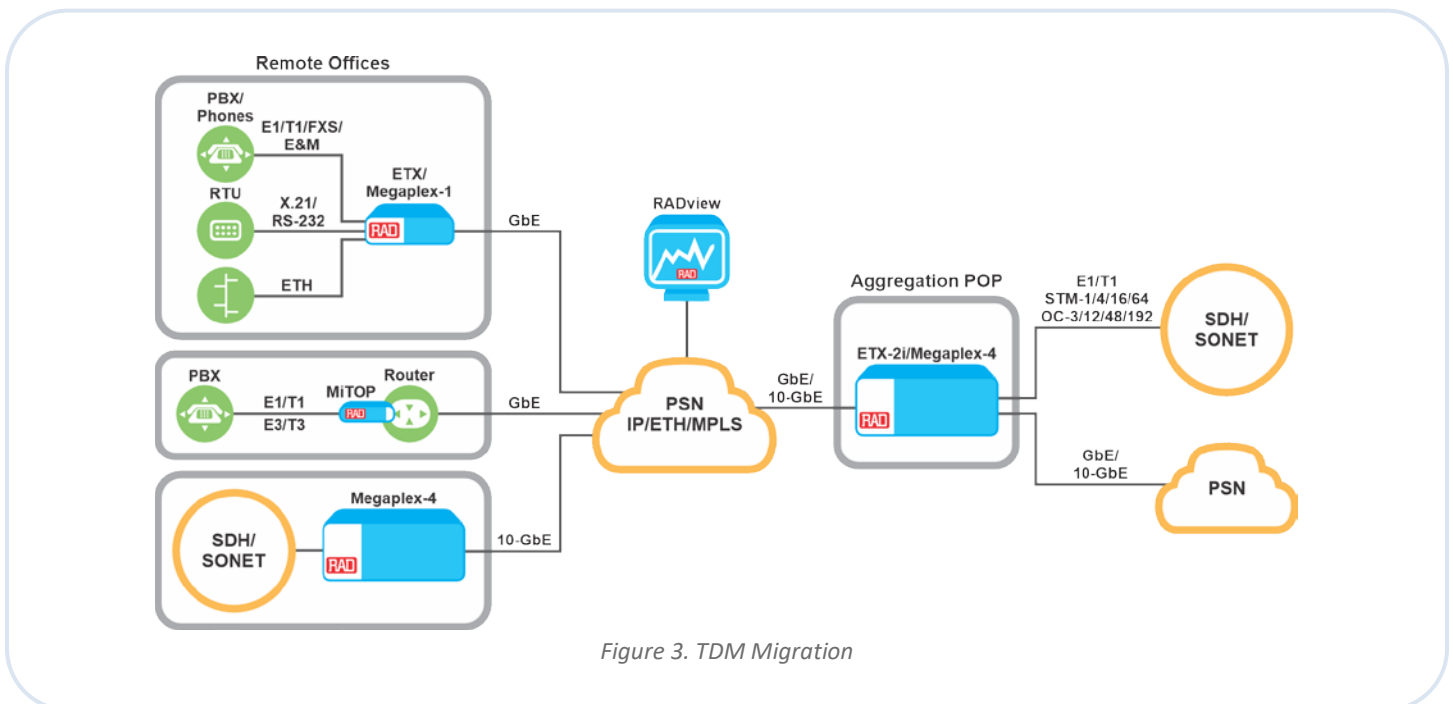 Remote Offices
PBX/
Phones
E1/T1/FXS/
E&M
RTU
X.21/
RS-232
ETH
ETX/
Megaplex-1
RAD
GbE
PBX
E1/T1
E3/T3
MiTOP
RAD
Router
GbE
SDH/
SONET
Megaplex-4
RAD
10-GbE
RADview
RAD
PSN
IP/ETH/MPLS
GbE/
10-GbE
Aggregation POP
ETX-2i/Megaplex-4
RAD
E1/T1
STM-1/4/16/64
OC-3/12/48/192
SDH/
SONET
GbE/
10-GbE
PSN
Figure 3. TDM Migration